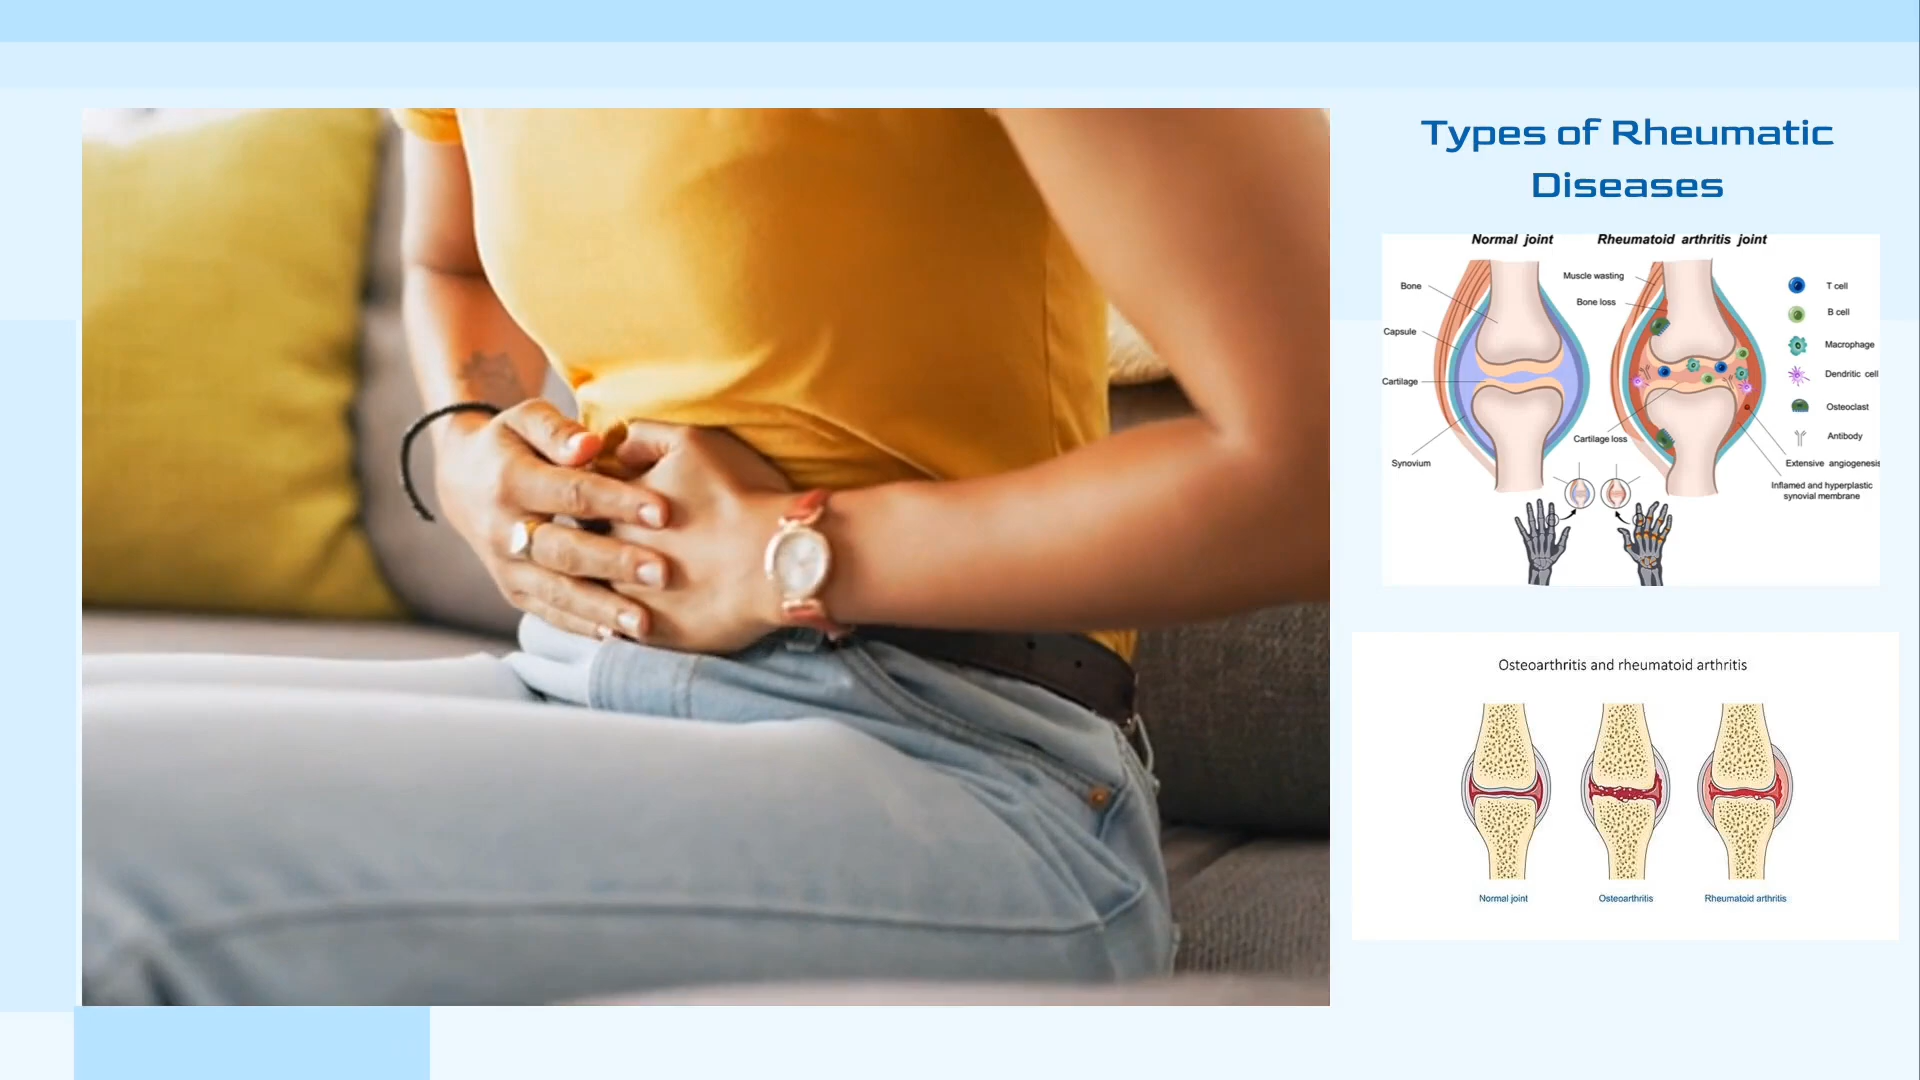 Types of Rheumatic
Diseases
Normal joint
Rheumatoid arthritis joint
Bone
Capsule
Cartilage
Synovium
Muscle wasting
Bone loss
Cartilage loss
T cell
B cell
Macrophage
Dendritic cell
Osteoclast
Antibody
Extensive angiogenesis
Inflamed and hyperplastic
synovial membrane
Osteoarthritis and rheumatoid arthritis
Normal joint
Osteoarthritis
Rheumatoid arthritis